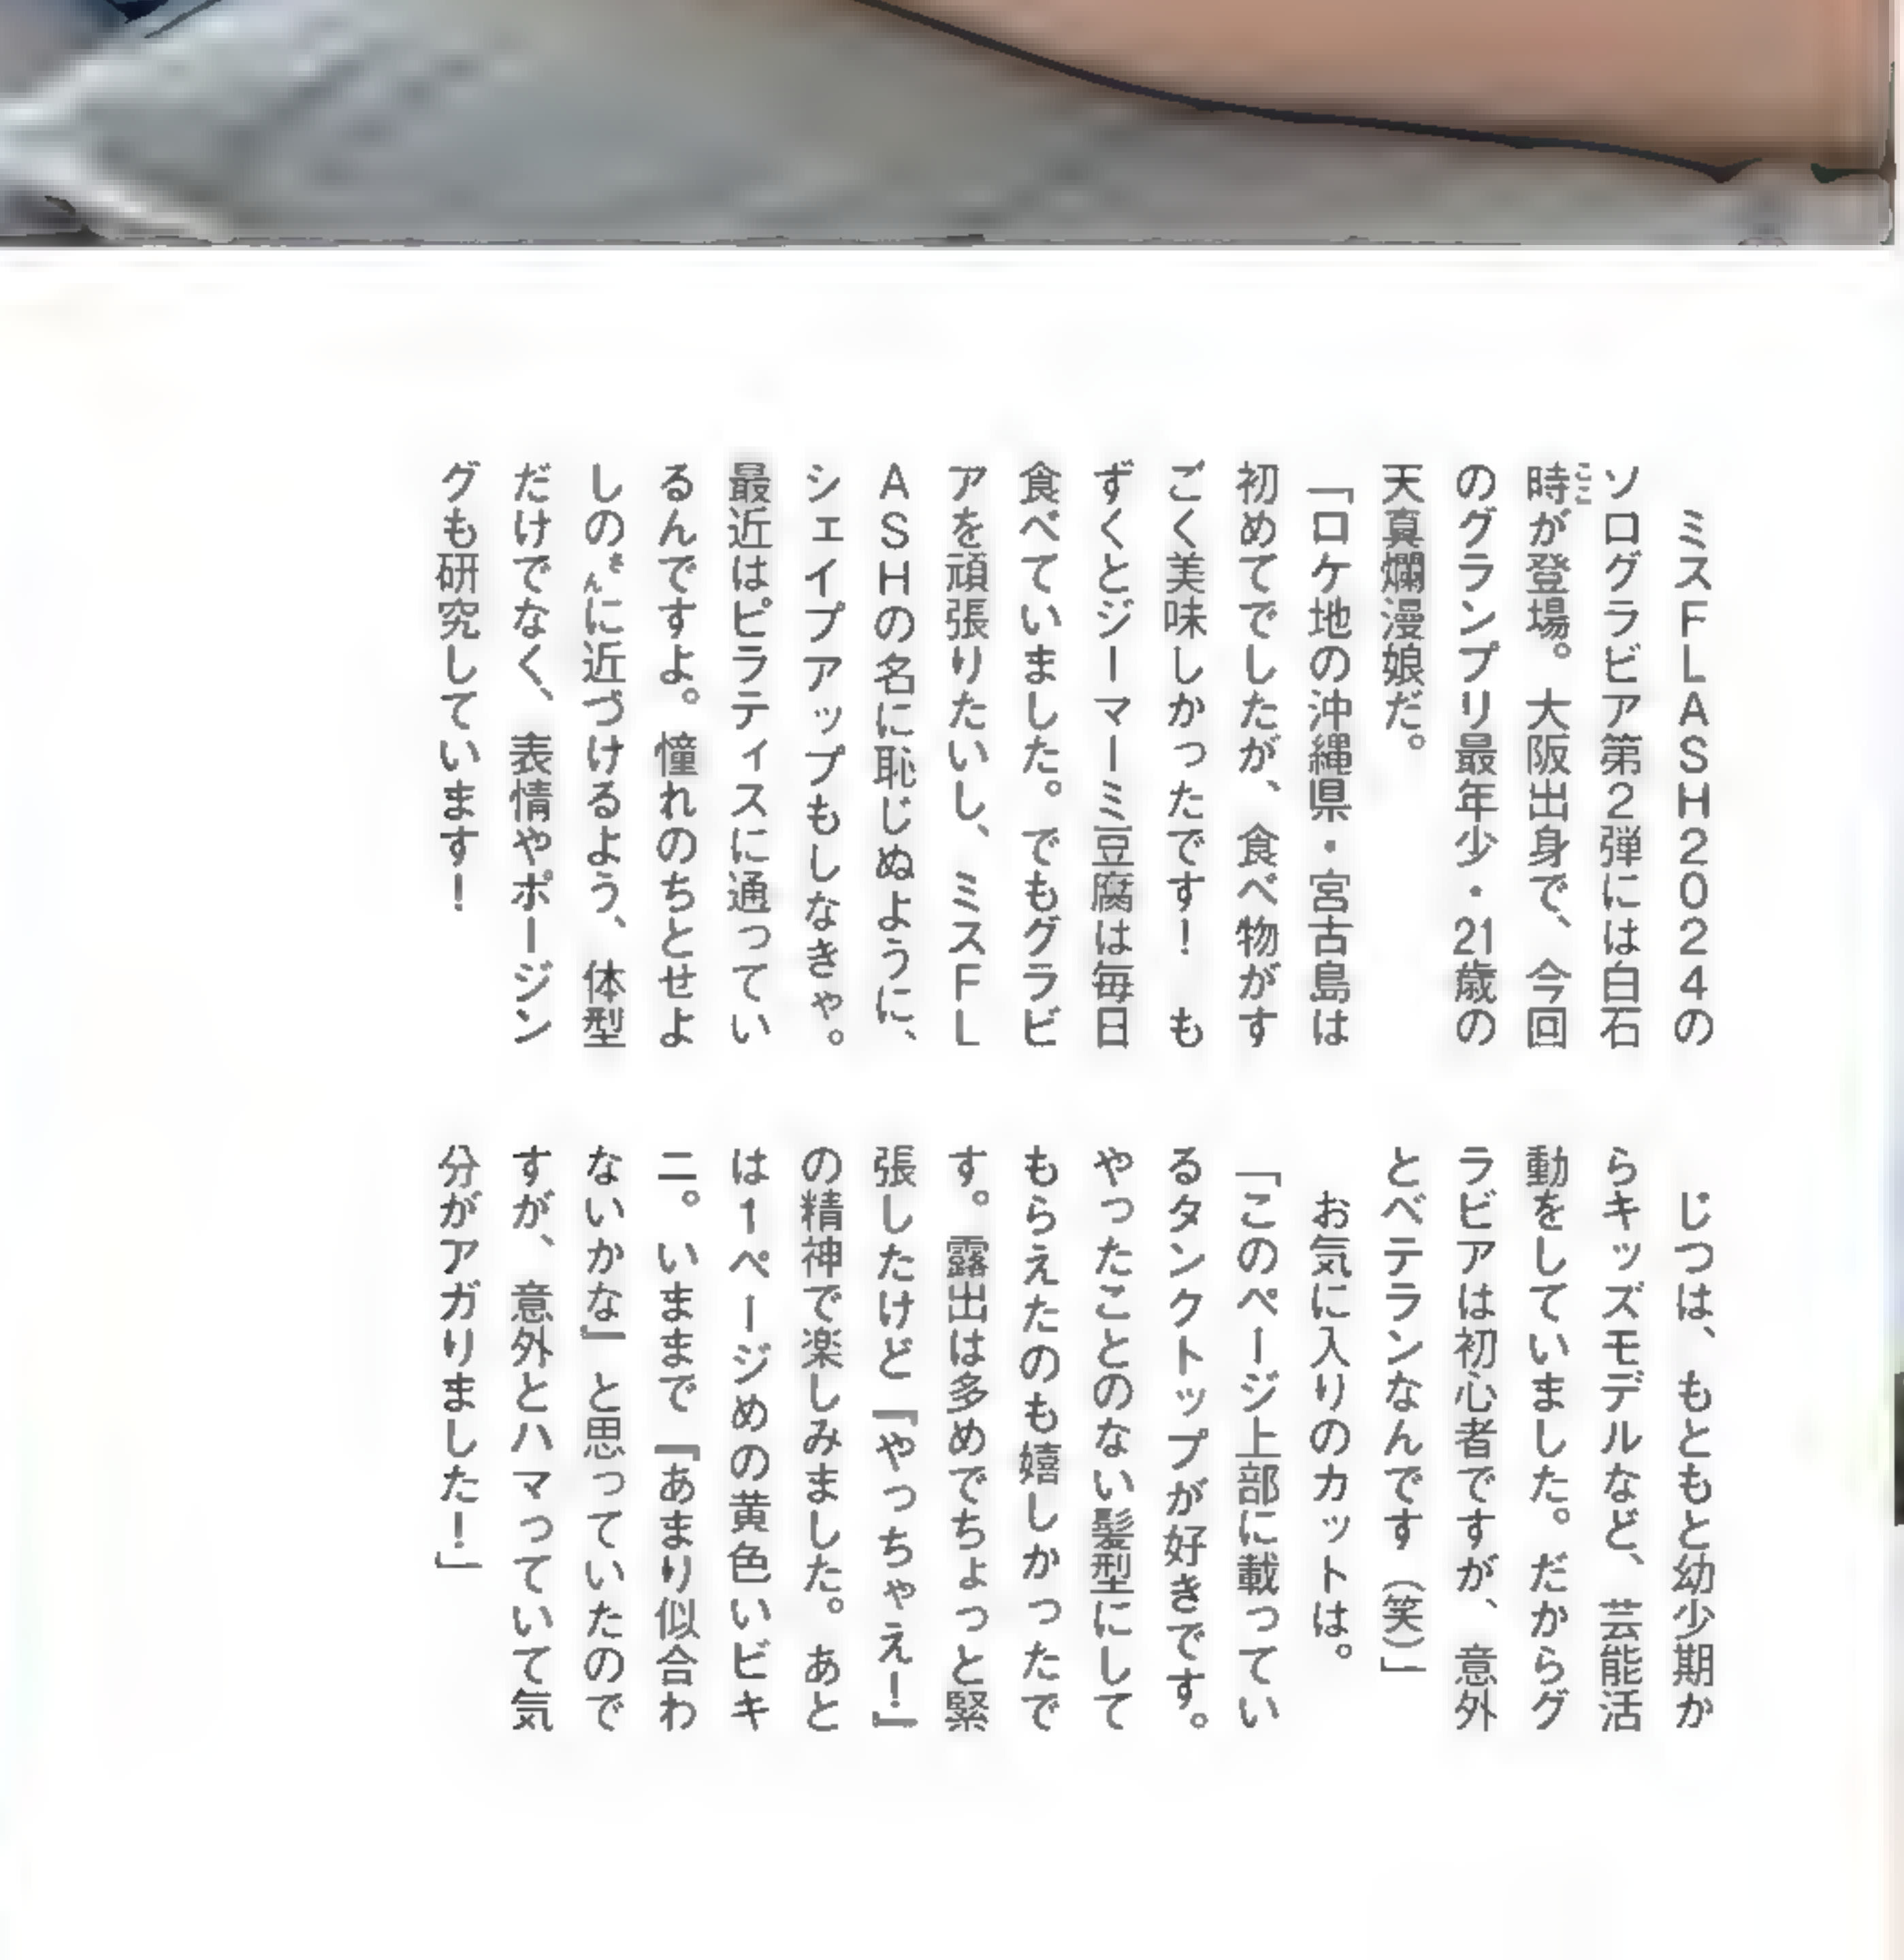 ミスFLASH2024の
ソログラビア第2弾には白石
時が登場。大阪出身で、今回
のグランプリ最年少・21歳の
天真爛漫娘だ。
「ロケ地の沖縄県・宮古島は
初めてでしたが、食べ物がす
ごく美味しかったです！　も
ずくとジーマーミ豆腐は毎日
食べていました。でもグラビ
アを頑張りたいし、ミスFL
ASHの名に恥じぬように、
シェイプアップもしなきゃ。
最近はピラティスに通ってい
るんですよ。憧れのちとせよ
しのさんに近づけるよう、体型
だけでなく、表情やポージン
グも研究しています！
じつは、もともと幼少期か
らキッズモデルなど、芸能活
動をしていました。だからグ
ラビアは初心者ですが、意外
とベテランなんです（笑）」
お気に入りのカットは。
「このページ上部に載ってい
るタンクトップが好きです。
やったことのない髪型にして
もらえたのも嬉しかったで
す。露出は多めでちょっと緊
張したけど『やっちゃえ！』
の精神で楽しみました。あと
は1ページめの黄色いビキ
ニ。いままで『あまり似合わ
ないかな』と思っていたので
すが、意外とハマっていて気
分がアガりました！」